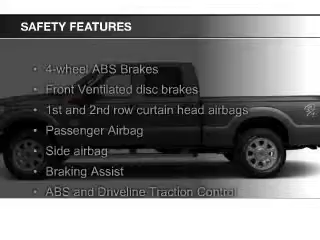 SAFETY FEATURES
• 4-wheel ABS Brakes
• Front Ventilated disc brakes
• 1st and 2nd row curtain head airbags
• Passenger Airbag
• Side airbag
• Braking Assist
• ABS and Driveline Traction Control